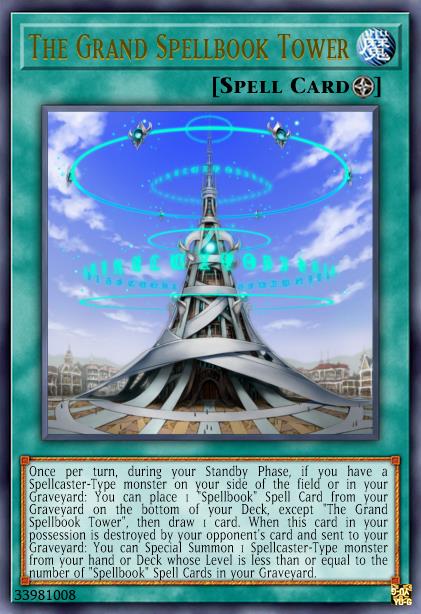 The Grand Spellbook Tower 魔
[Spell Card]
Once per turn, during your Standby Phase, if you have a
Spellcaster-Type monster on your side of the field or in your
Graveyard: You can place 1 "Spellbook" Spell Card from your
Graveyard on the bottom of your Deck, except "The Grand
Spellbook Tower", then draw 1 card. When this card in your
possession is destroyed by your opponent's card and sent to
your Graveyard: You can Special Summon 1 Spellcaster-Type monster
from your hand or Deck whose Level is less than or equal to the
number of "Spellbook" Spell Cards in your Graveyard.
33981008